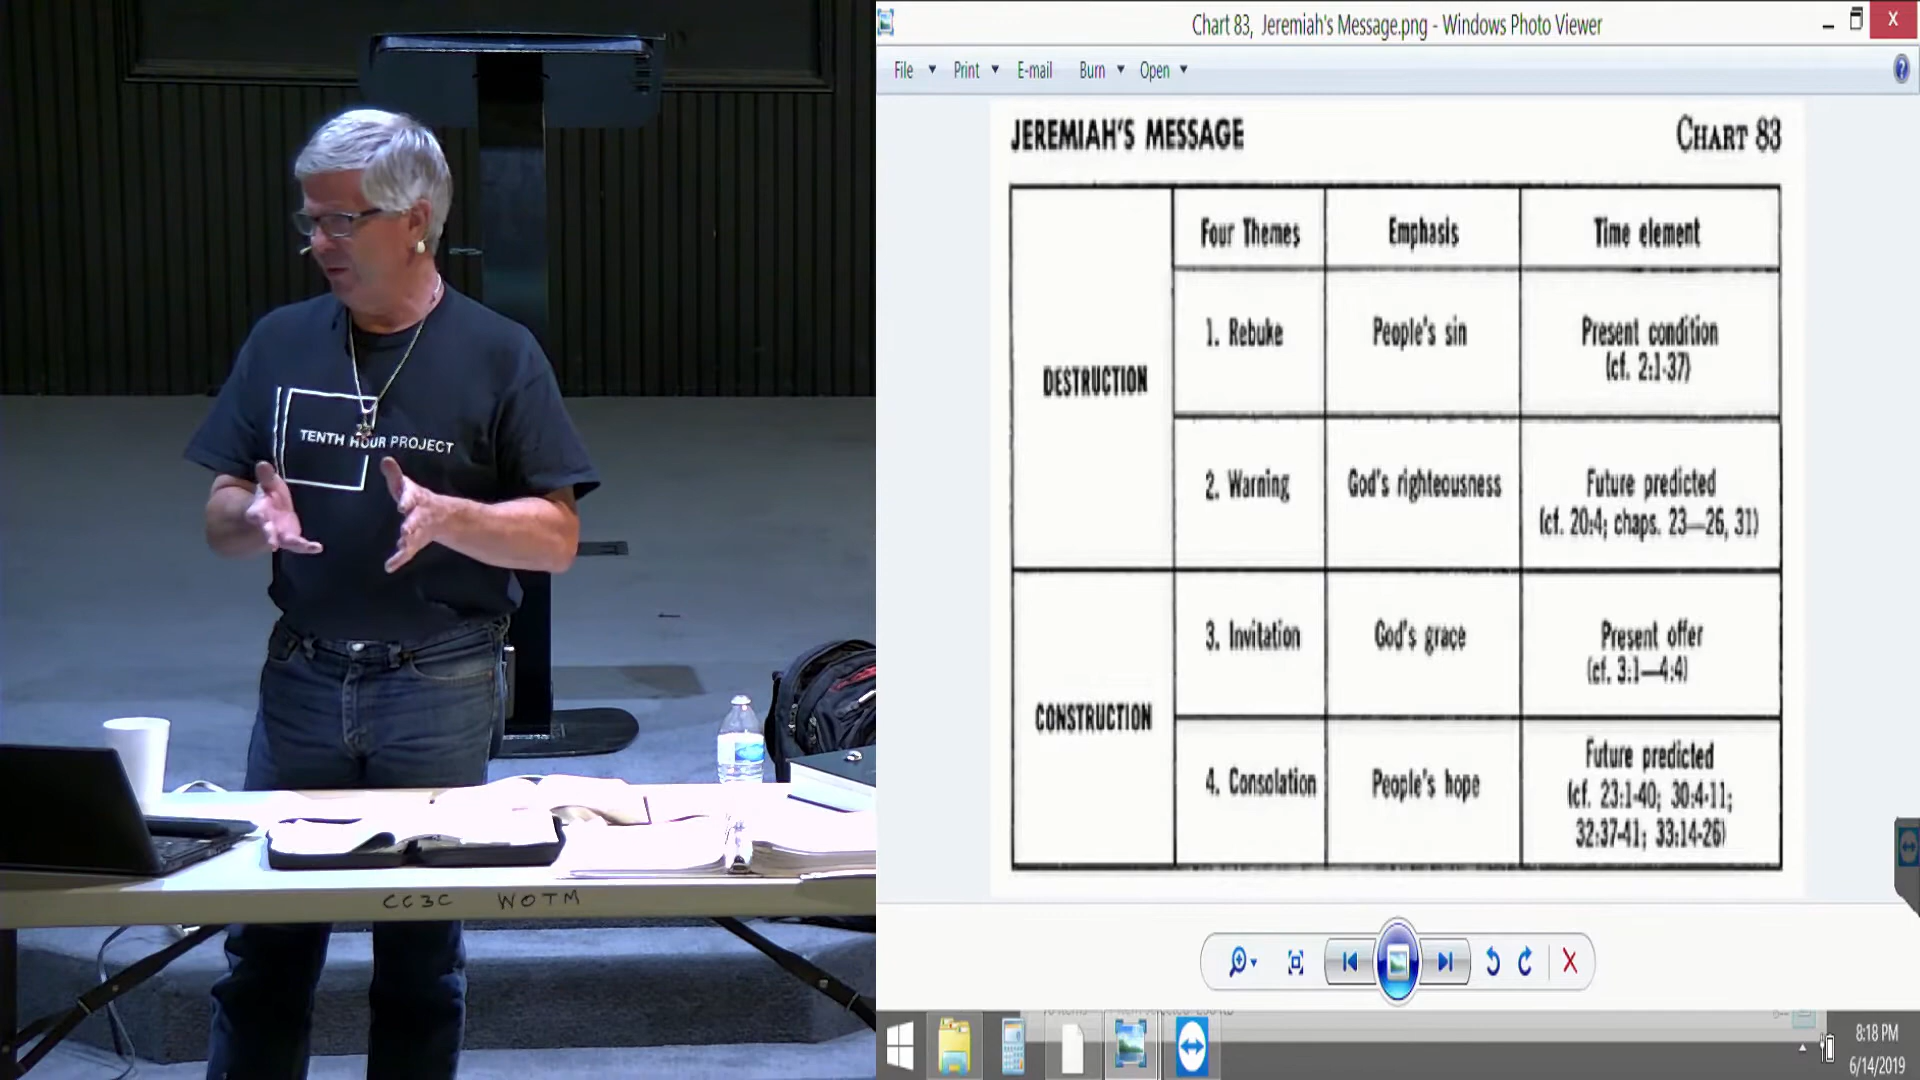 TENTH HOUR PROJECT
CC3C WOTM
Chart 83, Jeremiah's Message.png - Windows Photo Viewer
File Print E-mail Burn Open
JEREMIAH'S MESSAGE CHART 83
Four Themes Emphasis Time element
DESTRUCTION
1. Rebuke People's sin Present condition
(cf. 2:1-37)
2. Warning God's righteousness Future predicted
(cf. 20:4; chaps. 23—26, 31)
CONSTRUCTION
3. Invitation God's grace Present offer
(cf. 3:1—4:4)
4. Consolation People's hope Future predicted
(cf. 23:1-40; 30:4-11;
32:37-41; 33:14-26)
8:18 PM
6/14/2019